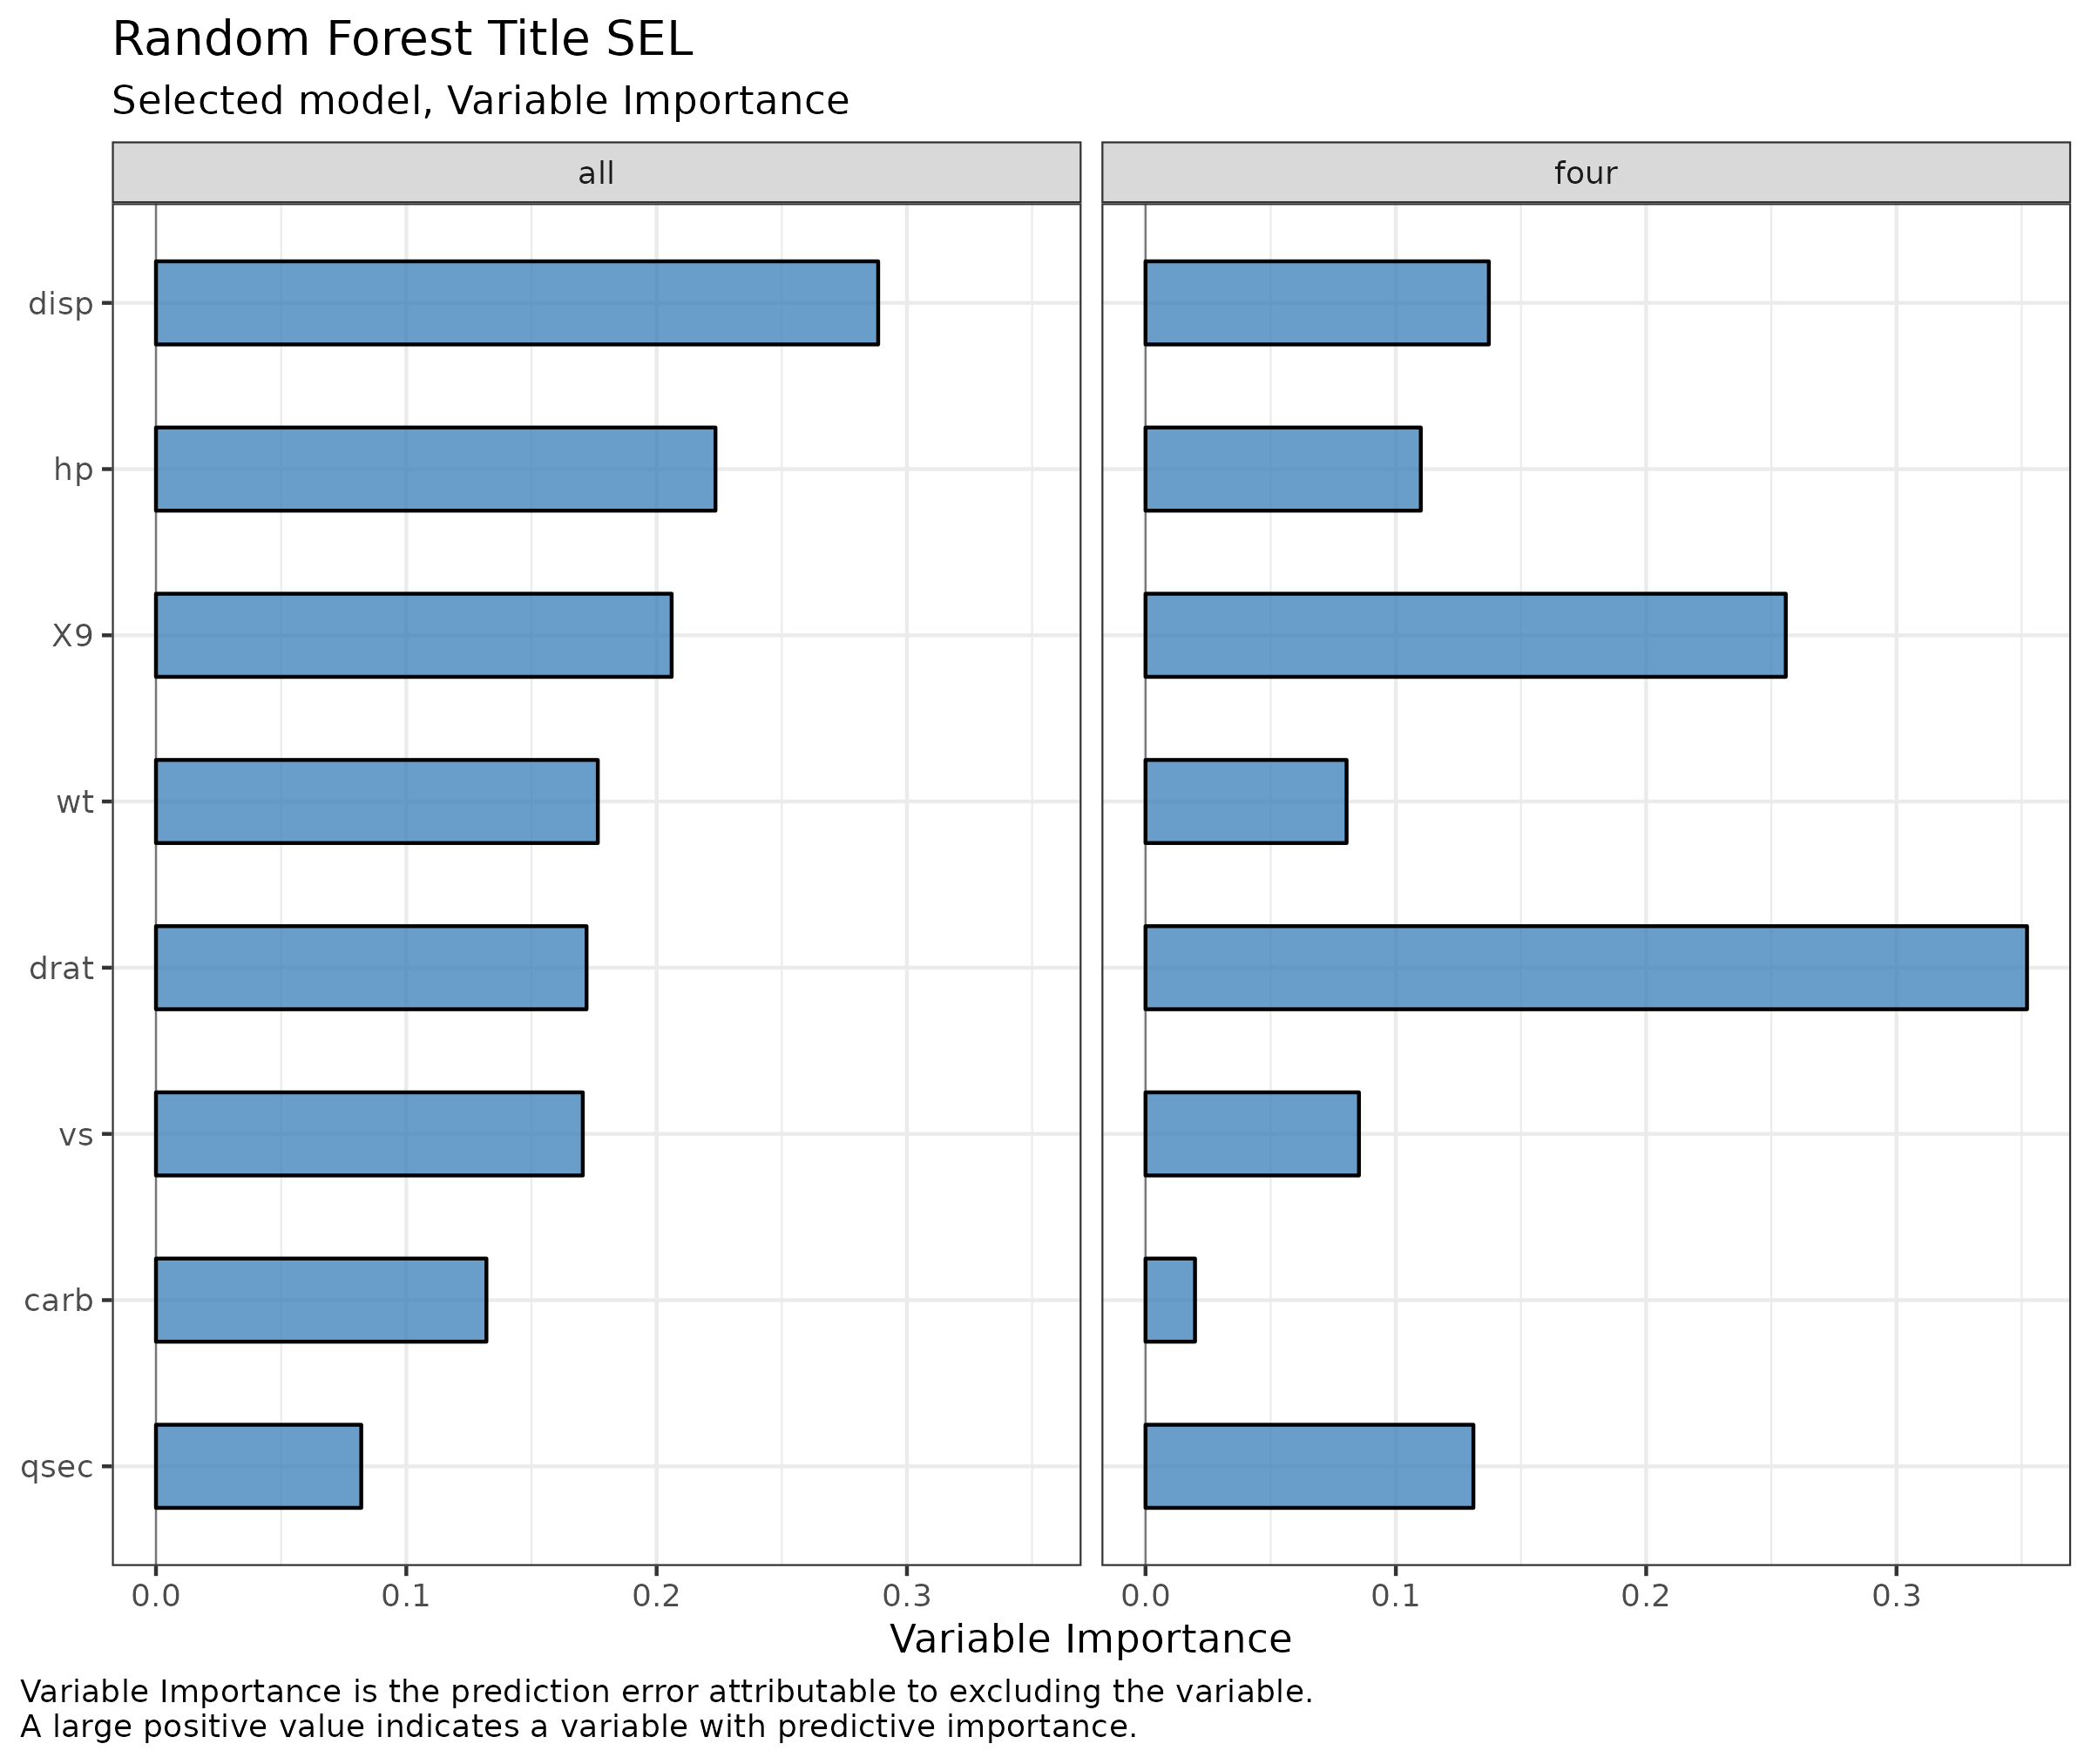 Random Forest Title SEL
Selected model, Variable Importance
all
four
disp
hp
X9
wt
drat
vs
carb
qsec
0.0 0.1 0.2 0.3 0.0 0.1 0.2 0.3
Variable Importance
Variable Importance is the prediction error attributable to excluding the variable.
A large positive value indicates a variable with predictive importance.